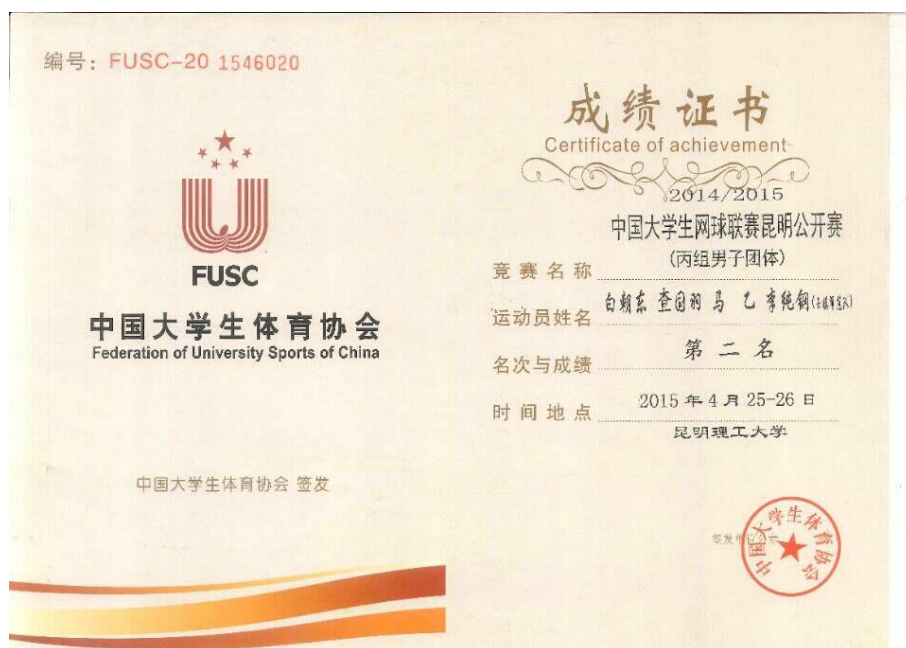 编号: FUSC-20 1546020
FUSC
中国大学生体育协会
Federation of University Sports of China
中国大学生体育协会 签发
成绩证书
Certificate of achievement
2014/2015
中国大学生网球联赛昆明公开赛
竞赛名称 (丙组男子团体)
运动员姓名 白朝东 查园羽 马 乙 李纯钢
名次与成绩 第二名
时间地点 2015年4月25-26日
昆明理工大学
中国大学生体育协会